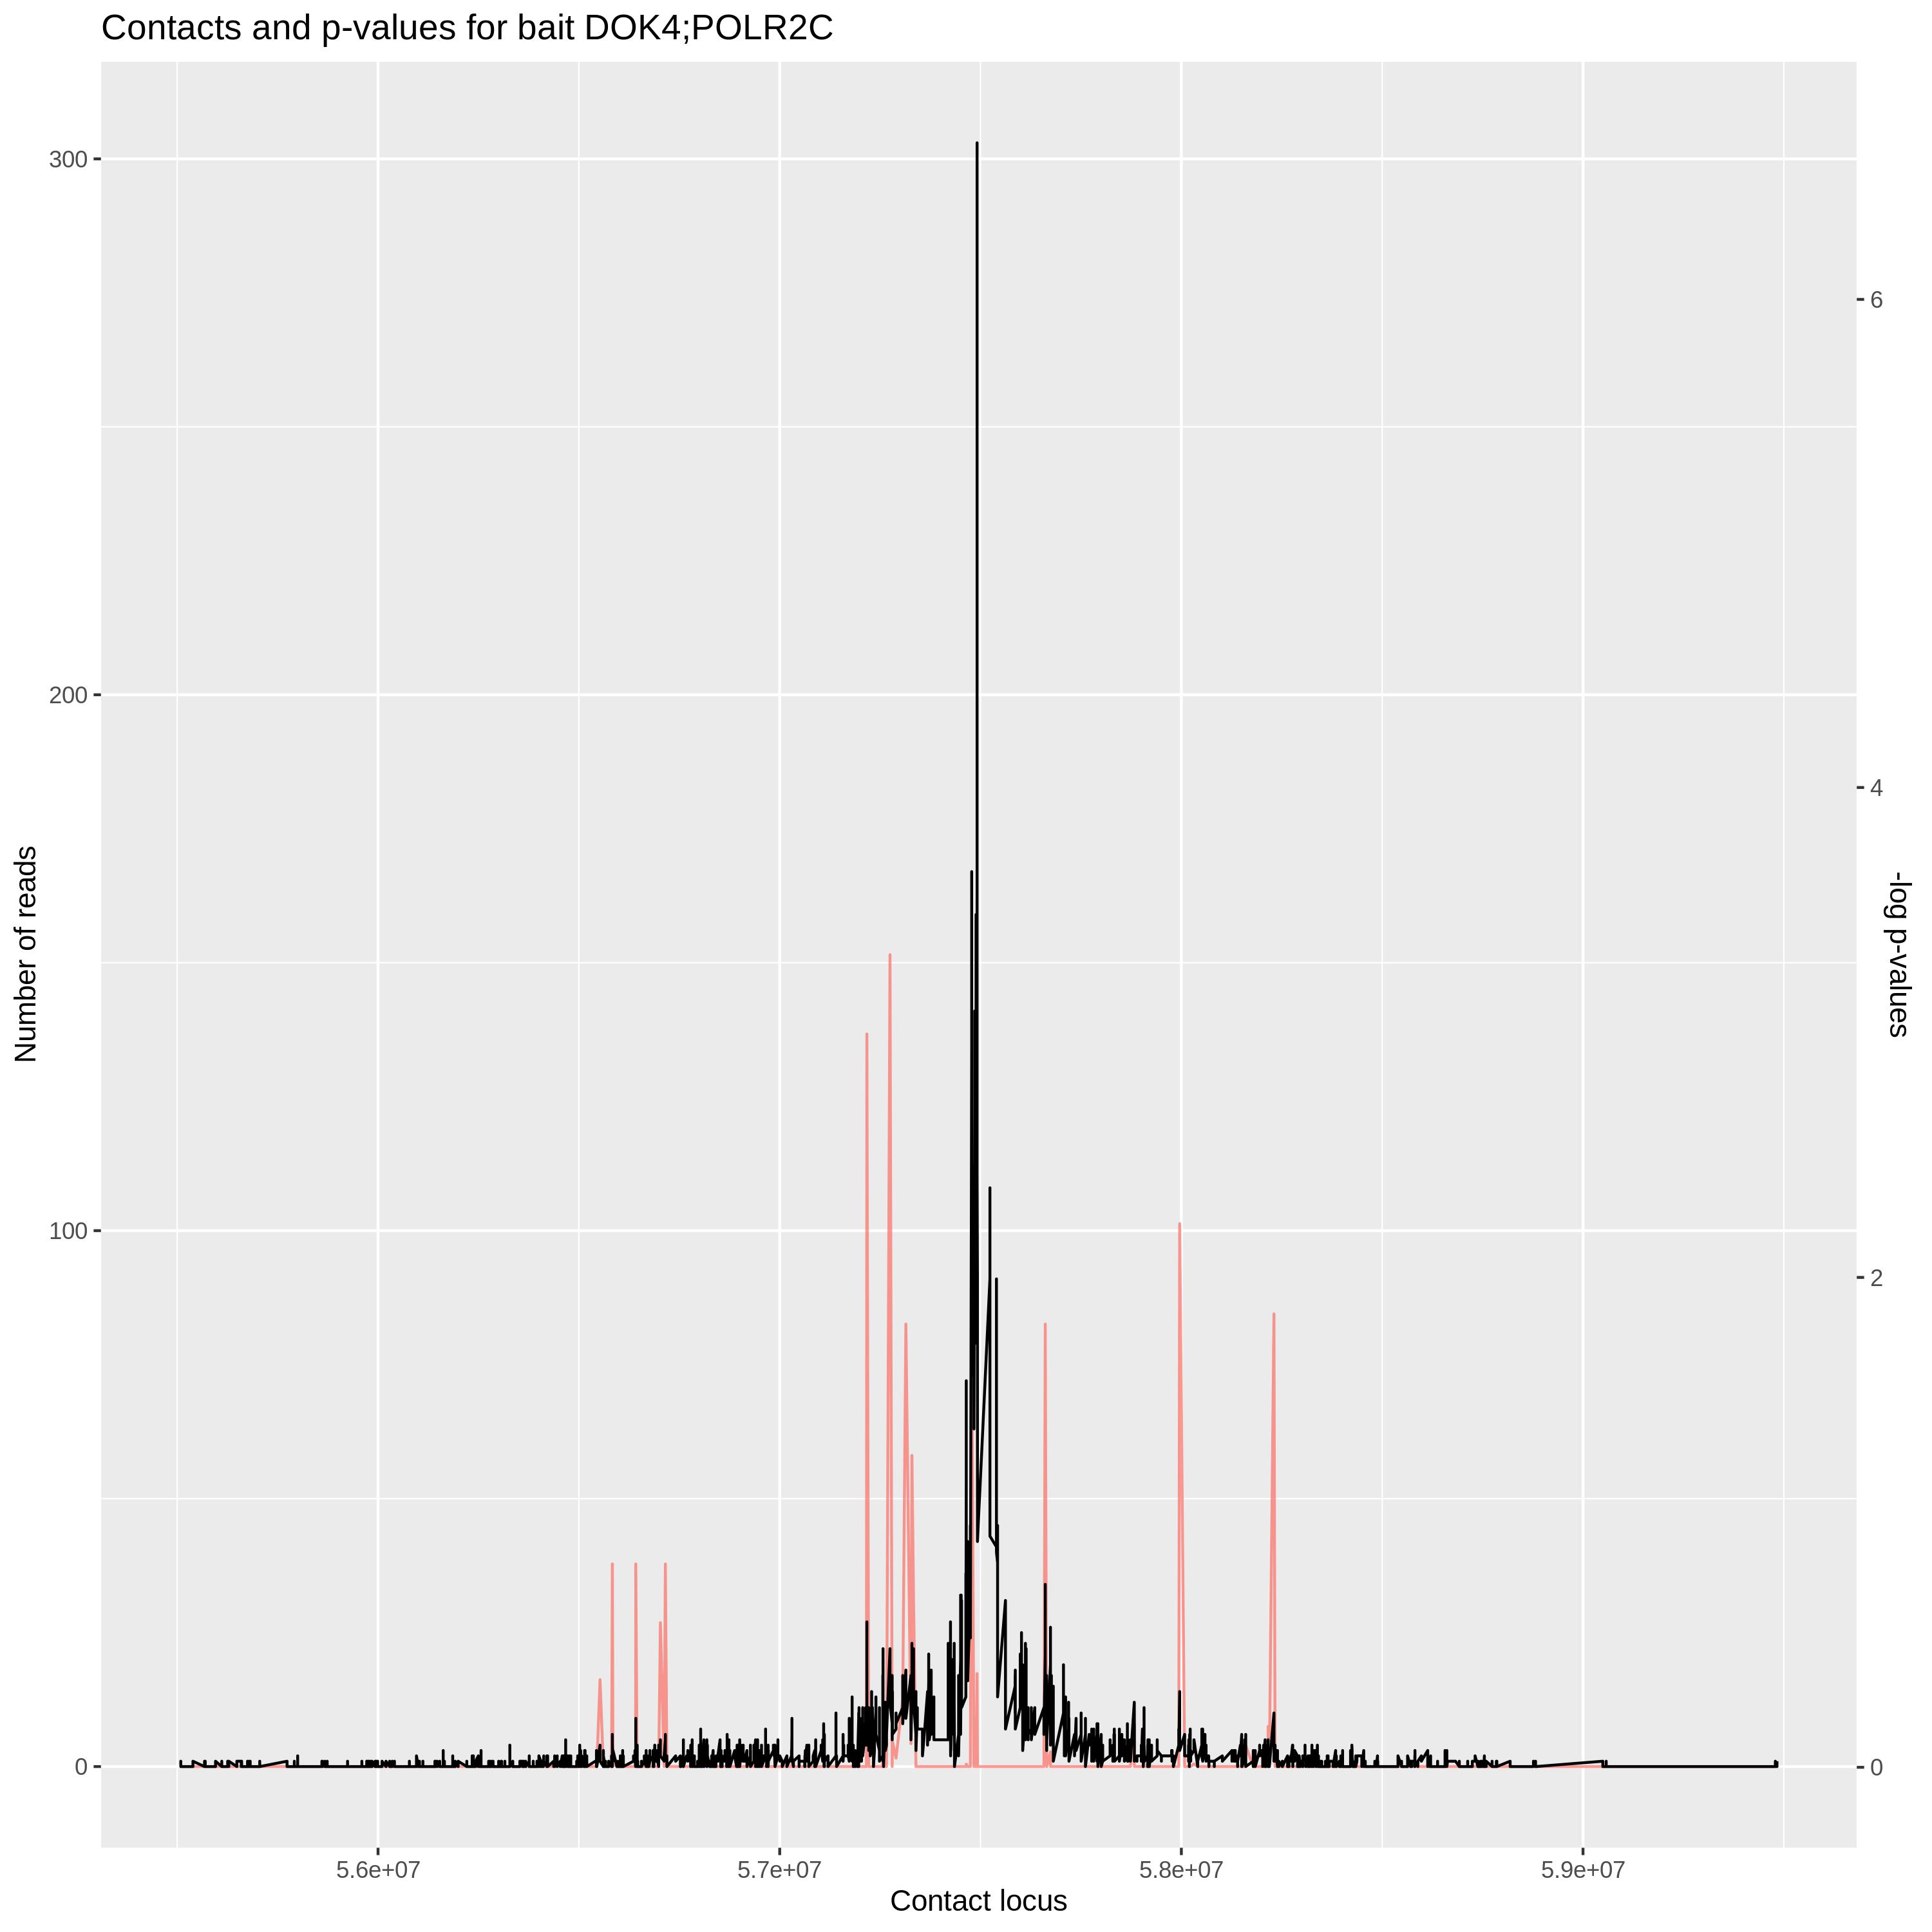 Contacts and p-values for bait DOK4;POLR2C
300
200
100
0
Number of reads
6
4
2
0
-log p-values
5.6e+07
5.7e+07
5.8e+07
5.9e+07
Contact locus